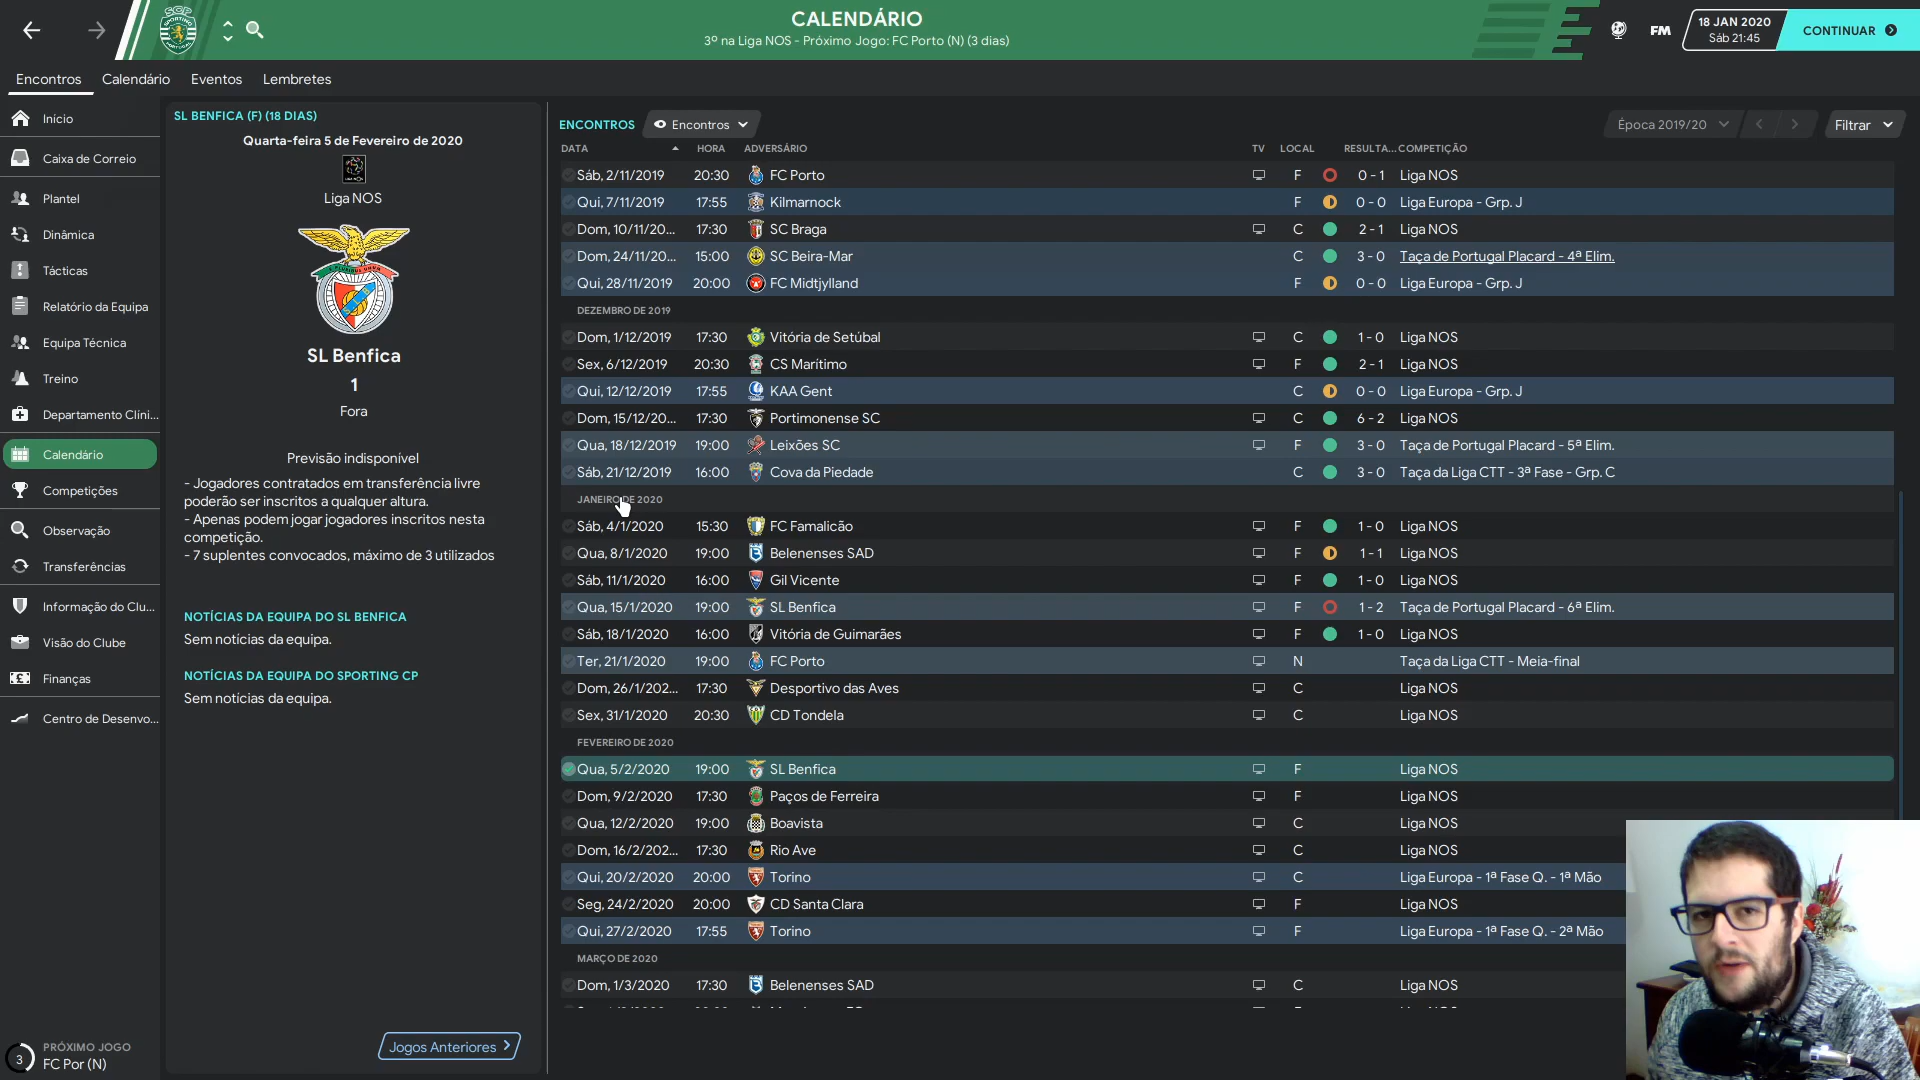 CALENDÁRIO
3º na Liga NOS - Próximo Jogo: FC Porto (N) (3 dias)
FM
18 JAN 2020
Sáb 21:45
CONTINUAR
Encontros
Calendário
Eventos
Lembretes
Início
Caixa de Correio
Plantel
Dinâmica
Tácticas
Relatório da Equipa
Equipa Técnica
Treino
Departamento Clíni...
Calendário
Competições
Observação
Transferências
Informação do Clu...
Visão do Clube
Finanças
Centro de Desenvo...
3
PRÓXIMO JOGO
FC Por (N)
SL BENFICA (F) (18 DIAS)
Quarta-feira 5 de Fevereiro de 2020
Liga NOS
SL Benfica
1
Fora
Previsão indisponível
- Jogadores contratados em transferência livre
poderão ser inscritos a qualquer altura.
- Apenas podem jogar jogadores inscritos nesta
competição.
- 7 suplentes convocados, máximo de 3 utilizados
NOTÍCIAS DA EQUIPA DO SL BENFICA
Sem notícias da equipa.
NOTÍCIAS DA EQUIPA DO SPORTING CP
Sem notícias da equipa.
Jogos Anteriores
ENCONTROS
Encontros
Época 2019/20
Filtrar
DATA HORA ADVERSÁRIO TV LOCAL RESULTA... COMPETIÇÃO
Sáb, 2/11/2019 20:30 FC Porto F 0 - 1 Liga NOS
Qui, 7/11/2019 17:55 Kilmarnock F 0 - 0 Liga Europa - Grp. J
Dom, 10/11/20... 17:30 SC Braga C 2 - 1 Liga NOS
Dom, 24/11/20... 15:00 SC Beira-Mar C 3 - 0 Taça de Portugal Placard - 4ª Elim.
Qui, 28/11/2019 20:00 FC Midtjylland F 0 - 0 Liga Europa - Grp. J
DEZEMBRO DE 2019
Dom, 1/12/2019 17:30 Vitória de Setúbal C 1 - 0 Liga NOS
Sex, 6/12/2019 20:30 CS Marítimo F 2 - 1 Liga NOS
Qui, 12/12/2019 17:55 KAA Gent C 0 - 0 Liga Europa - Grp. J
Dom, 15/12/20... 17:30 Portimonense SC C 6 - 2 Liga NOS
Qua, 18/12/2019 19:00 Leixões SC F 3 - 0 Taça de Portugal Placard - 5ª Elim.
Sáb, 21/12/2019 16:00 Cova da Piedade C 3 - 0 Taça da Liga CTT - 3ª Fase - Grp. C
JANEIRO DE 2020
Sáb, 4/1/2020 15:30 FC Famalicão F 1 - 0 Liga NOS
Qua, 8/1/2020 19:00 Belenenses SAD F 1 - 1 Liga NOS
Sáb, 11/1/2020 16:00 Gil Vicente F 1 - 0 Liga NOS
Qua, 15/1/2020 19:00 SL Benfica F 1 - 2 Taça de Portugal Placard - 6ª Elim.
Sáb, 18/1/2020 16:00 Vitória de Guimarães F 1 - 0 Liga NOS
Ter, 21/1/2020 19:00 FC Porto N Taça da Liga CTT - Meia-final
Dom, 26/1/202... 17:30 Desportivo das Aves C Liga NOS
Sex, 31/1/2020 20:30 CD Tondela C Liga NOS
FEVEREIRO DE 2020
Qua, 5/2/2020 19:00 SL Benfica F Liga NOS
Dom, 9/2/2020 17:30 Paços de Ferreira F Liga NOS
Qua, 12/2/2020 19:00 Boavista C Liga NOS
Dom, 16/2/202... 17:30 Rio Ave C Liga NOS
Qui, 20/2/2020 20:00 Torino C Liga Europa - 1ª Fase Q. - 1ª Mão
Seg, 24/2/2020 20:00 CD Santa Clara F Liga NOS
Qui, 27/2/2020 17:55 Torino F Liga Europa - 1ª Fase Q. - 2ª Mão
MARÇO DE 2020
Dom, 1/3/2020 17:30 Belenenses SAD C Liga NOS